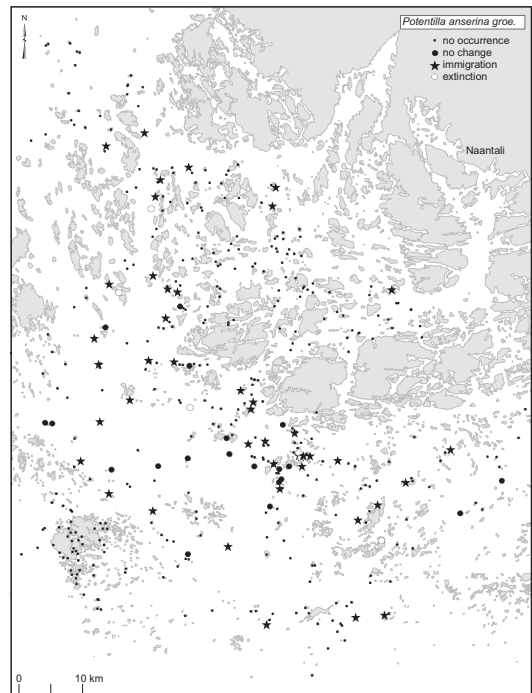 N
Potentilla anserina groe.
no occurrence
no change
immigration
extinction
Naantali
0 10 km